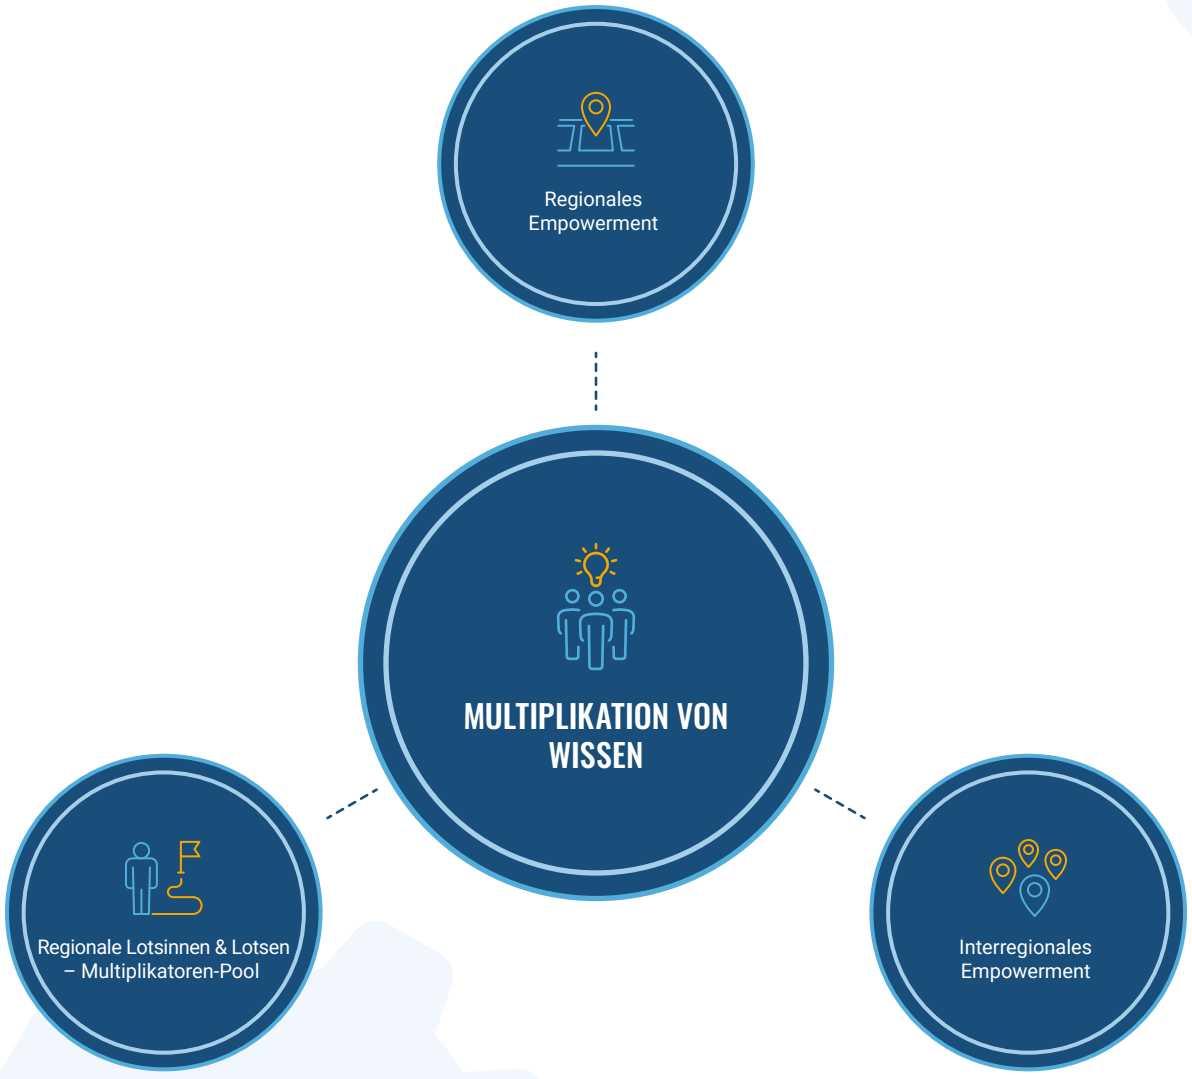 Regionales
Empowerment
MULTIPLIKATION VON
WISSEN
Regionale Lotsinnen & Lotsen
– Multiplikatoren-Pool
Interregionales
Empowerment